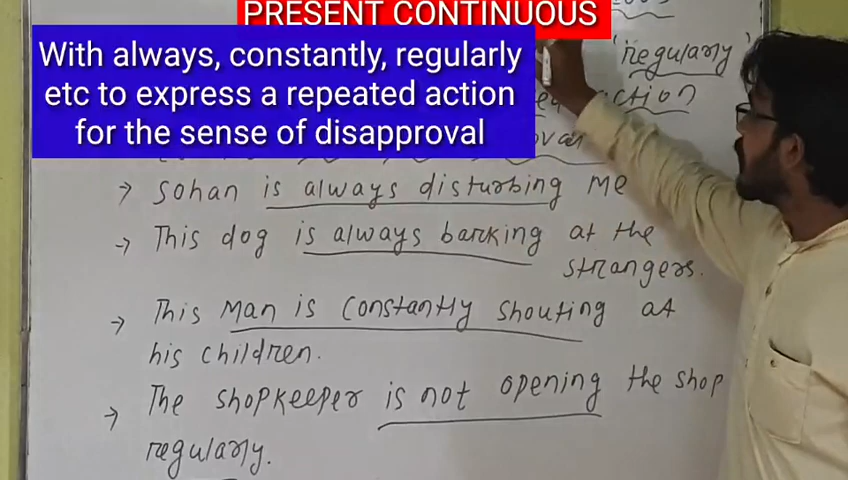 PRESENT CONTINUOUS
With always, constantly, regularly
etc to express a repeated action
for the sense of disapproval
'regularly'
action
→ Sohan is always disturbing me
→ This dog is always barking at the
strangers.
→ This man is constantly shouting at
his children.
→ The shopkeeper is not opening the shop
regularly.